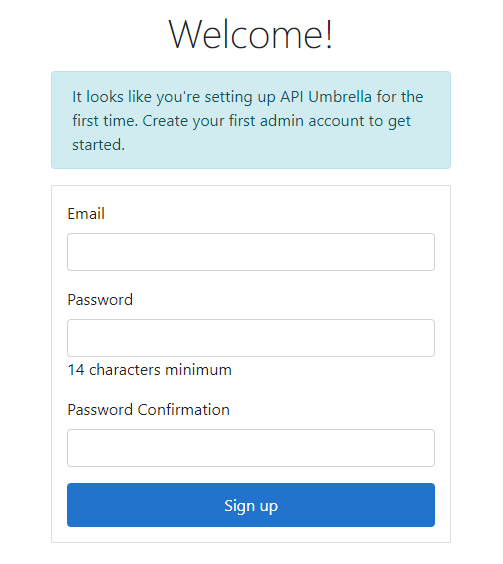 Welcome!
It looks like you're setting up API Umbrella for the
first time. Create your first admin account to get
started.
Email
Password
14 characters minimum
Password Confirmation
Sign up